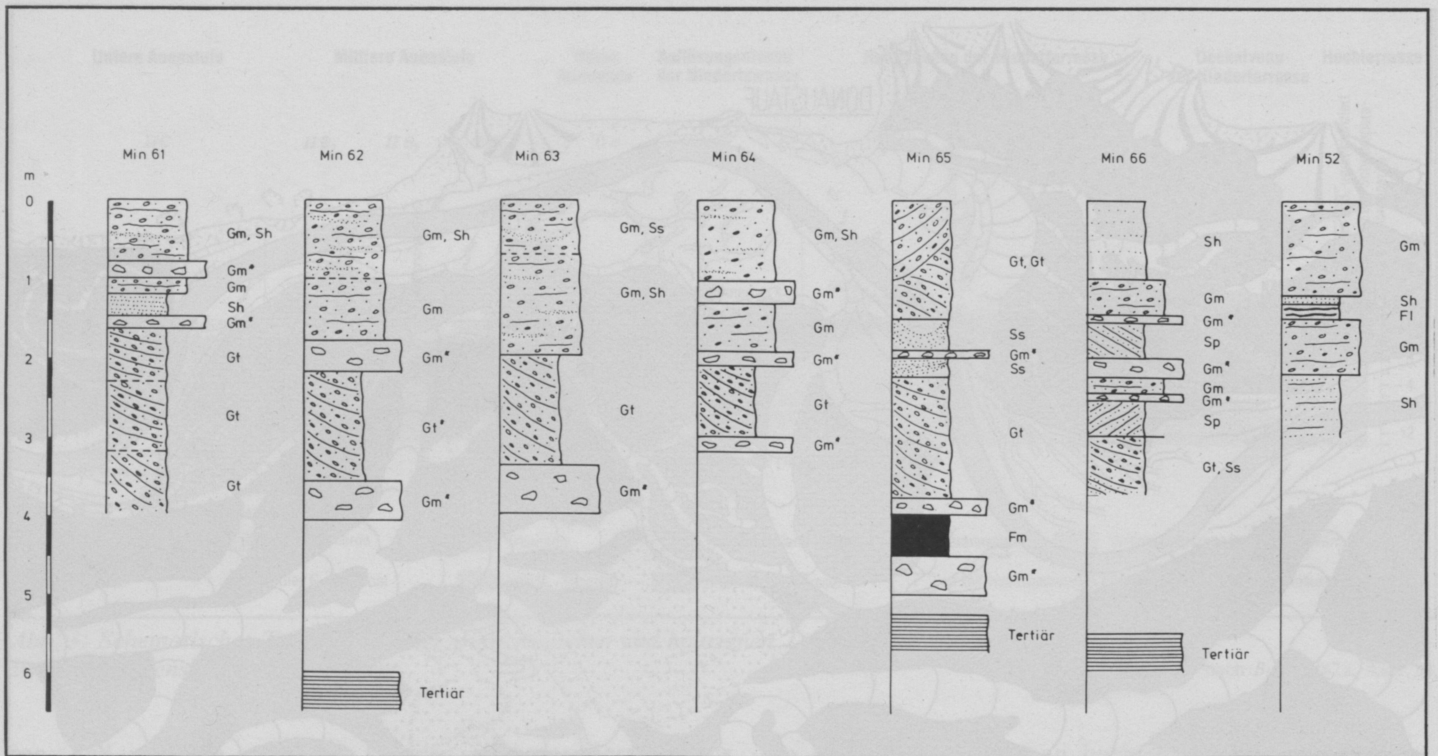 Min 61
Min 62
Min 63
Min 64
Min 65
Min 66
Min 52
m
0
1
2
3
4
5
6
Gm, Sh
Gm*
Gm
Sh
Gm*
Gt
Gt
Gm, Sh
Gm
Gm*
Gt*
Gm*
Tertiär
Gm, Ss
Gm, Sh
Gt
Gm*
Gm, Sh
Gm*
Gm
Gm*
Gt
Gm*
Gt, Gt
Ss
Gm*
Ss
Gt
Gm*
Fm
Gm*
Tertiär
Sh
Gm
Gm*
Sp
Gm*
Gm
Gm*
Sp
Gt, Ss
Tertiär
Gm
Sh
Fl
Gm
Sh